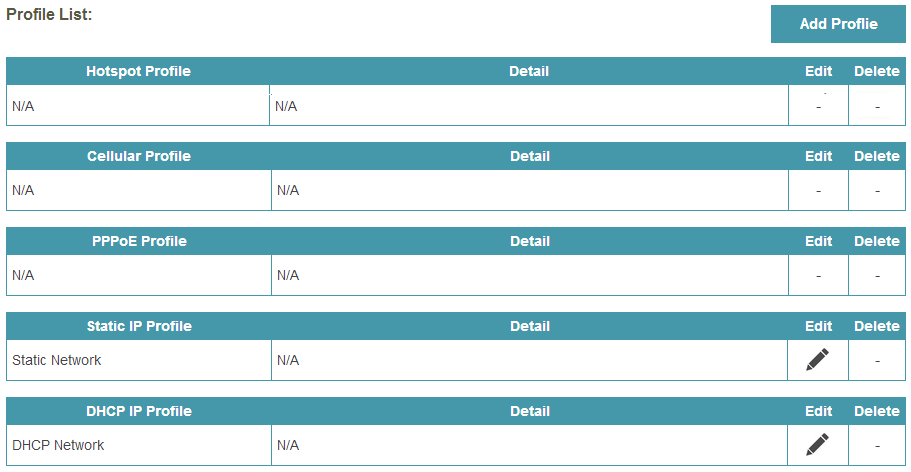 Profile List:
Add Proflie
Hotspot Profile Detail Edit Delete
N/A N/A - -
Cellular Profile Detail Edit Delete
N/A N/A - -
PPPoE Profile Detail Edit Delete
N/A N/A - -
Static IP Profile Detail Edit Delete
Static Network N/A -
DHCP IP Profile Detail Edit Delete
DHCP Network N/A -